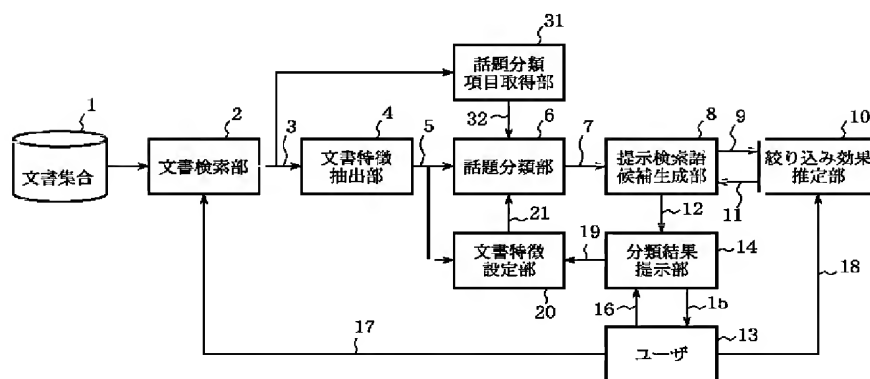 31
話題分類
項目取得部
1
2
4
32
6
8
9
10
3
5
7
文書集合
文書検索部
文書特徴
抽出部
話題分類部
提示検索語
候補生成部
絞り込み効果
推定部
11
21
12
19
14
文書特徴
設定部
分類結果
提示部
18
20
16
15
17
13
ユーザ